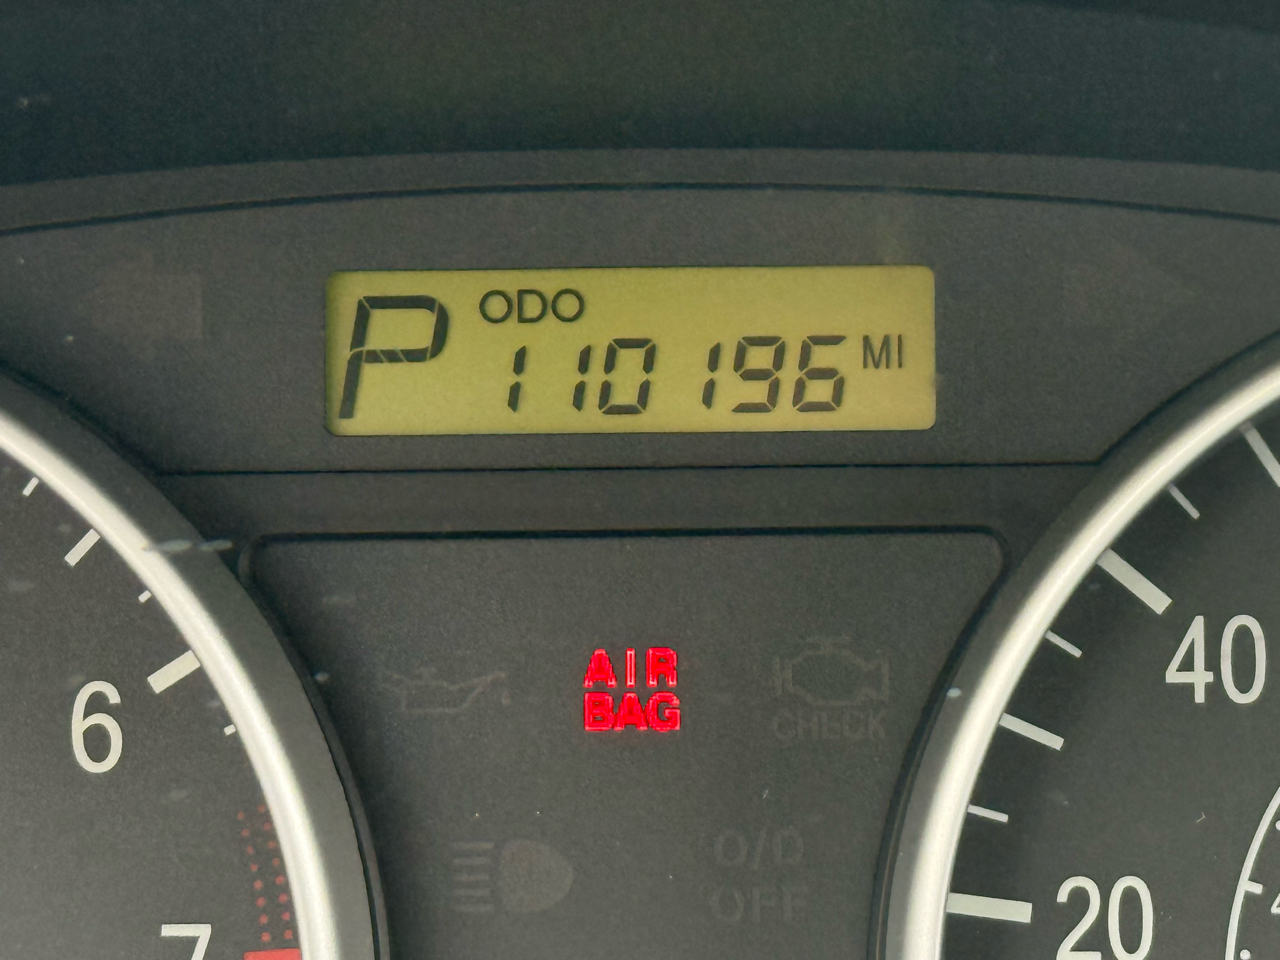 P ODO
110196 MI
AIR
BAG
CHECK
O/D
OFF
6
7
40
20